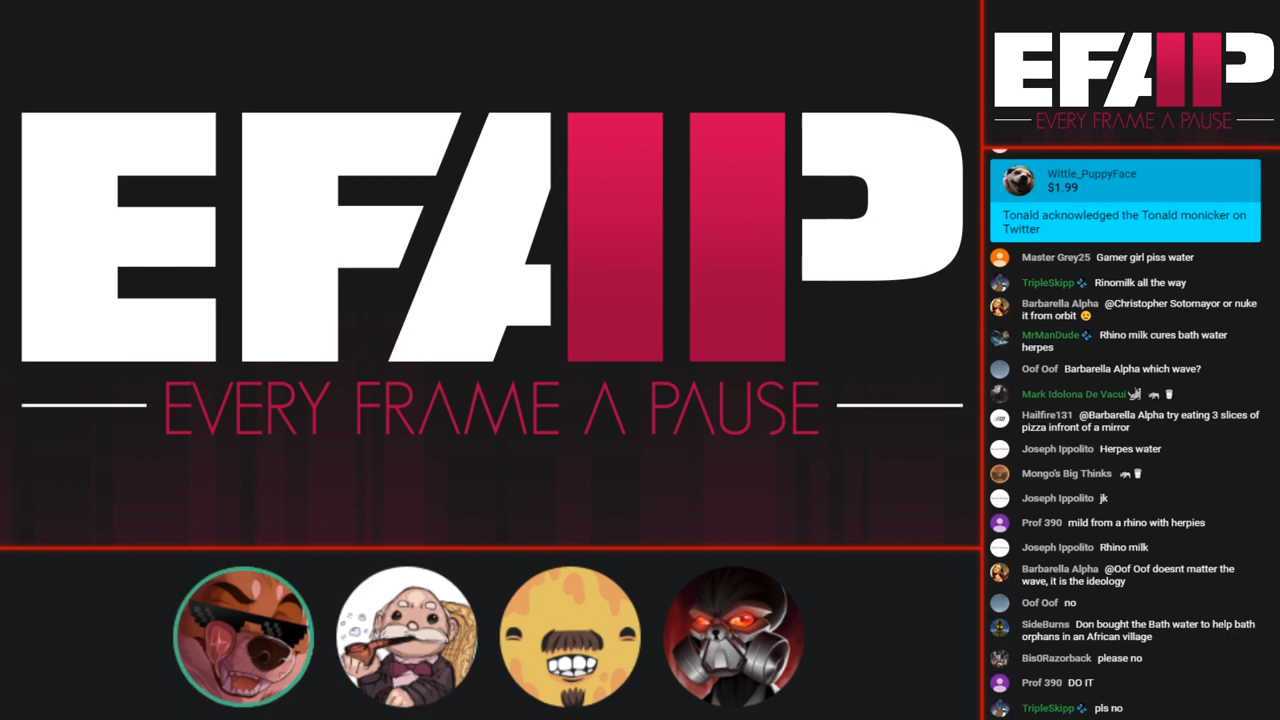 EFAP
EVERY FRAME A PAUSE
EFAP
EVERY FRAME A PAUSE
Wittle_PuppyFace
$1.99
Tonald acknowledged the Tonald monicker on
Twitter
Master Grey25 Gamer girl piss water
TripleSkipp Rinomilk all the way
Barbarella Alpha @Christopher Sotomayor or nuke
it from orbit 😉
MrManDude Rhino milk cures bath water
herpes
Oof Oof Barbarella Alpha which wave?
Mark Idolona De Vacui
Hailfire131 @Barbarella Alpha try eating 3 slices of
pizza infront of a mirror
Joseph Ippolito Herpes water
Mongo's Big Thinks
Joseph Ippolito jk
Prof 390 mild from a rhino with herpies
Joseph Ippolito Rhino milk
Barbarella Alpha @Oof Oof doesnt matter the
wave, it is the ideology
Oof Oof no
SideBurns Don bought the Bath water to help bath
orphans in an African village
Bis0Razorback please no
Prof 390 DO IT
TripleSkipp pls no